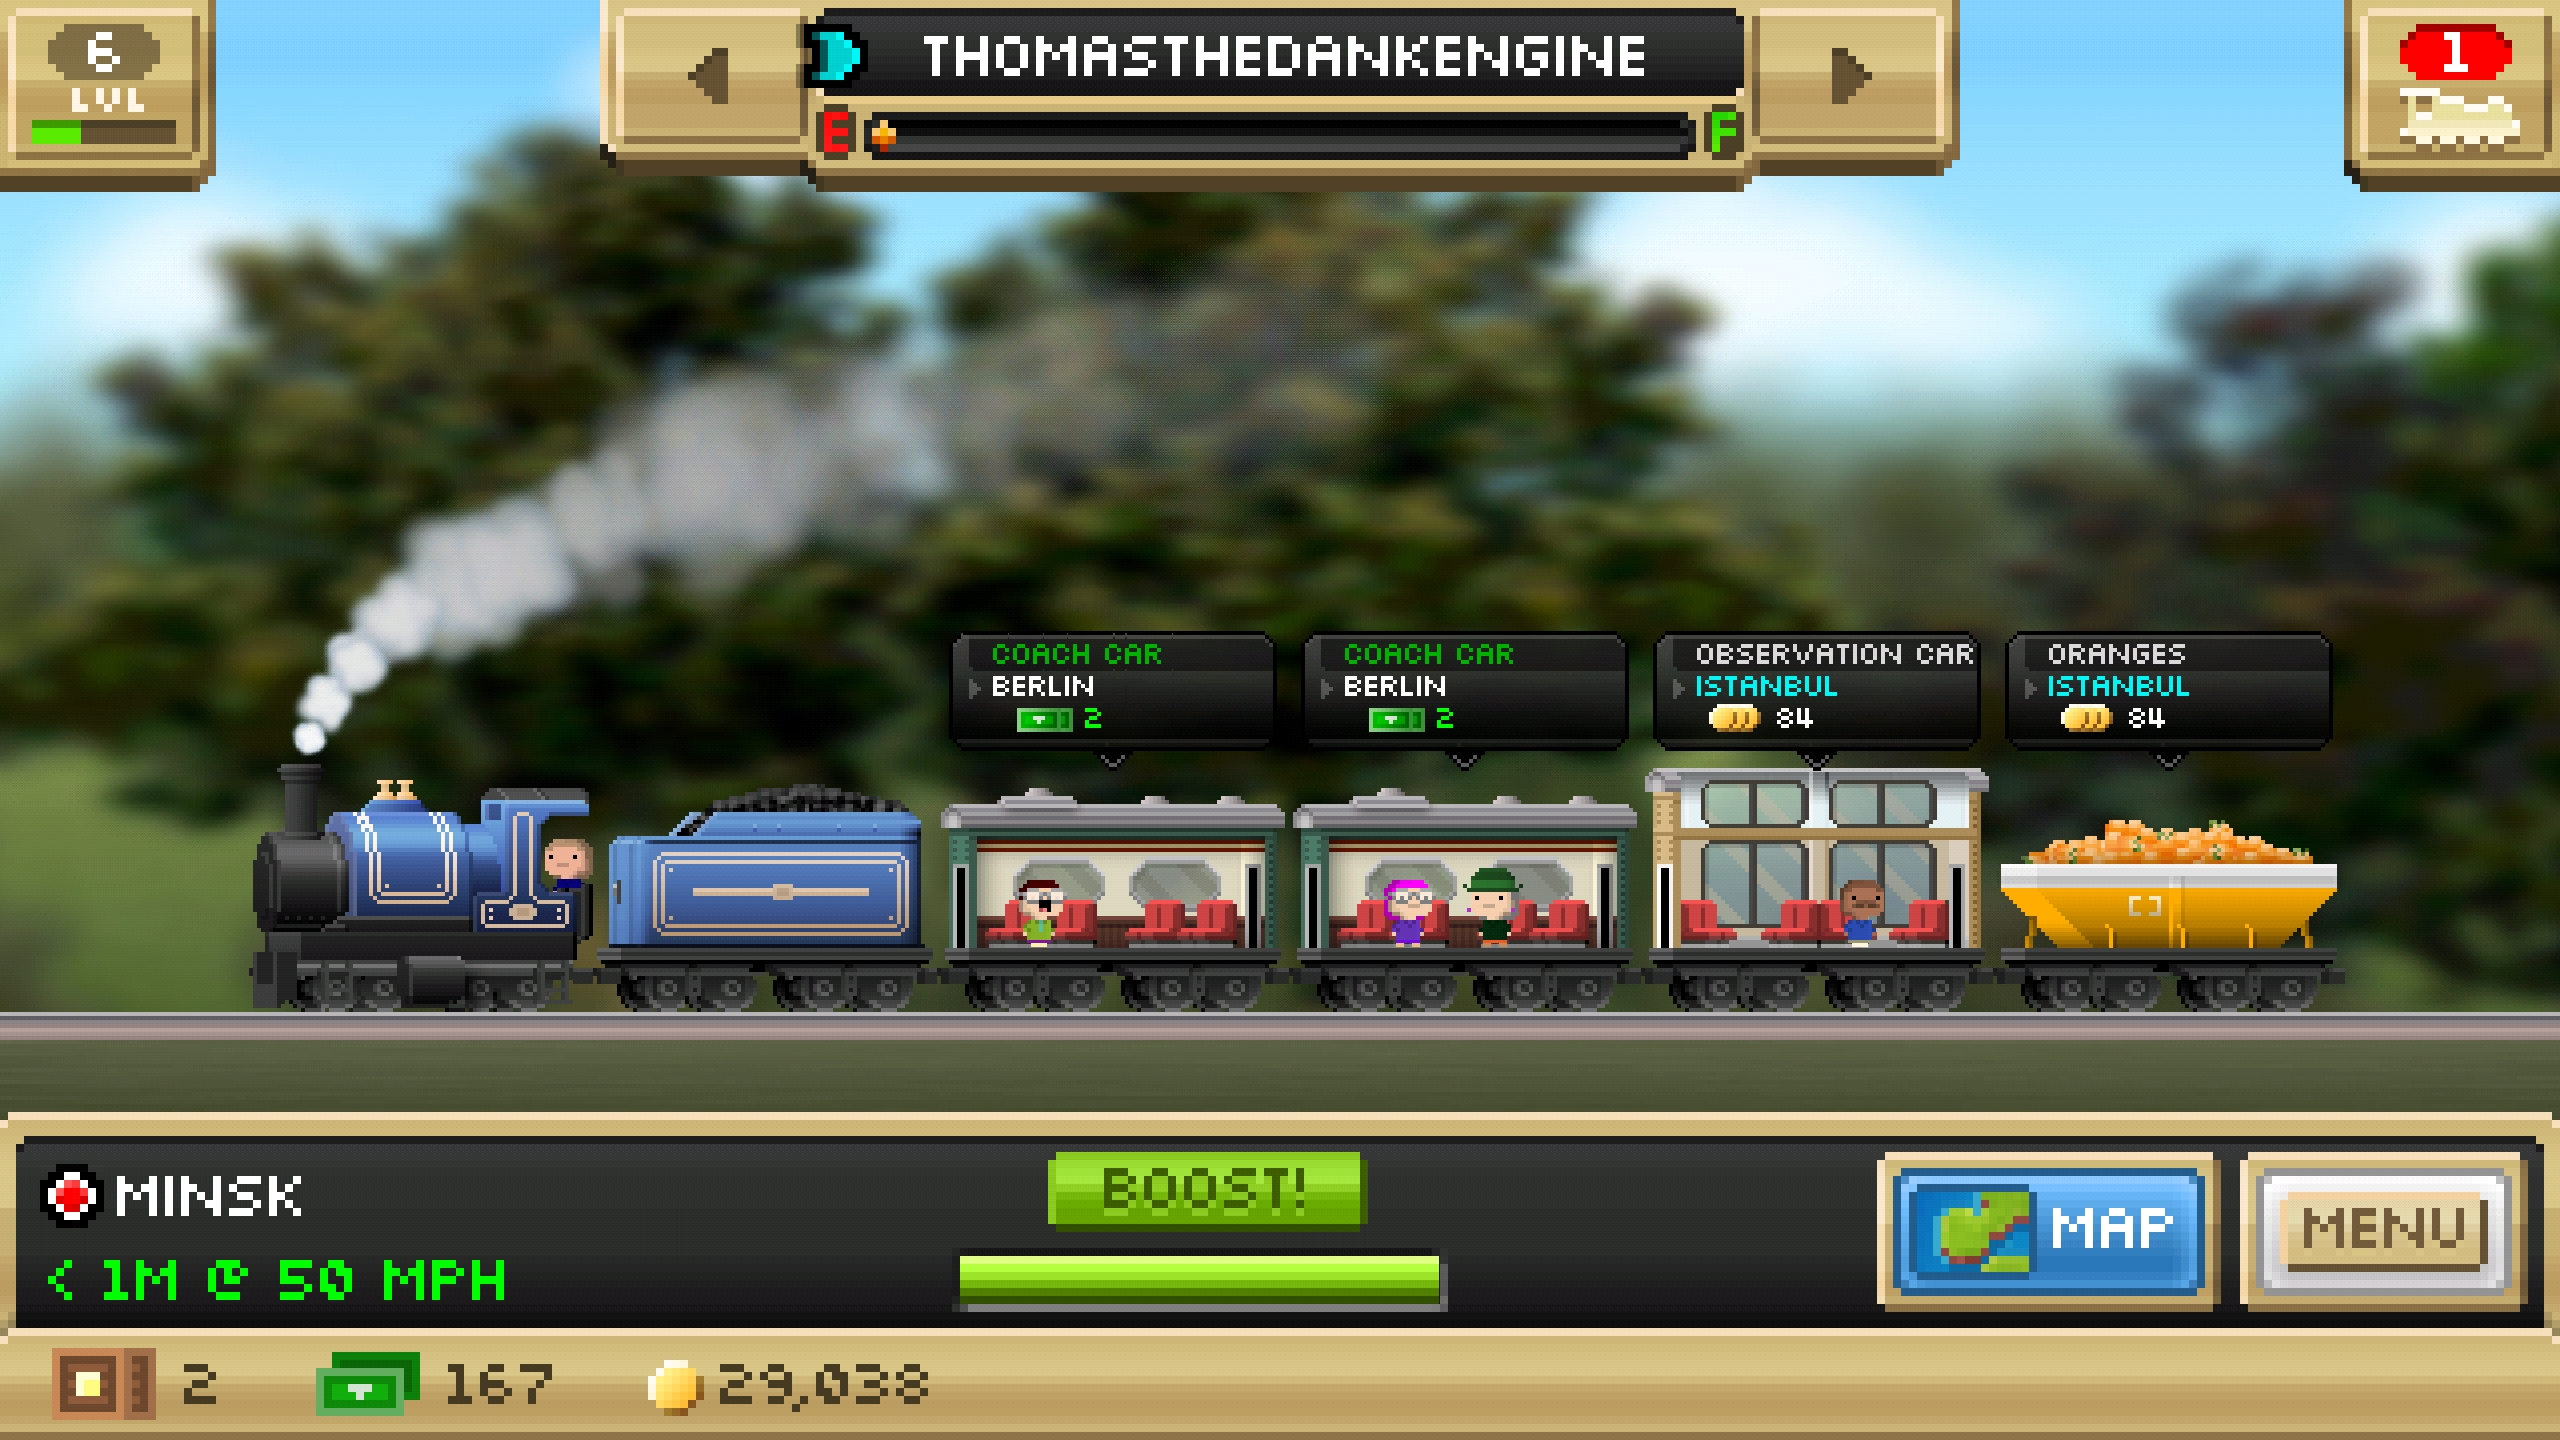 6
LVL
THOMASTHEDANKENGINE
E F
1
COACH CAR
BERLIN
2
COACH CAR
BERLIN
2
OBSERVATION CAR
ISTANBUL
84
ORANGES
ISTANBUL
84
MINSK
< 1M @ 50 MPH
BOOST!
MAP
MENU
2
167
29,038